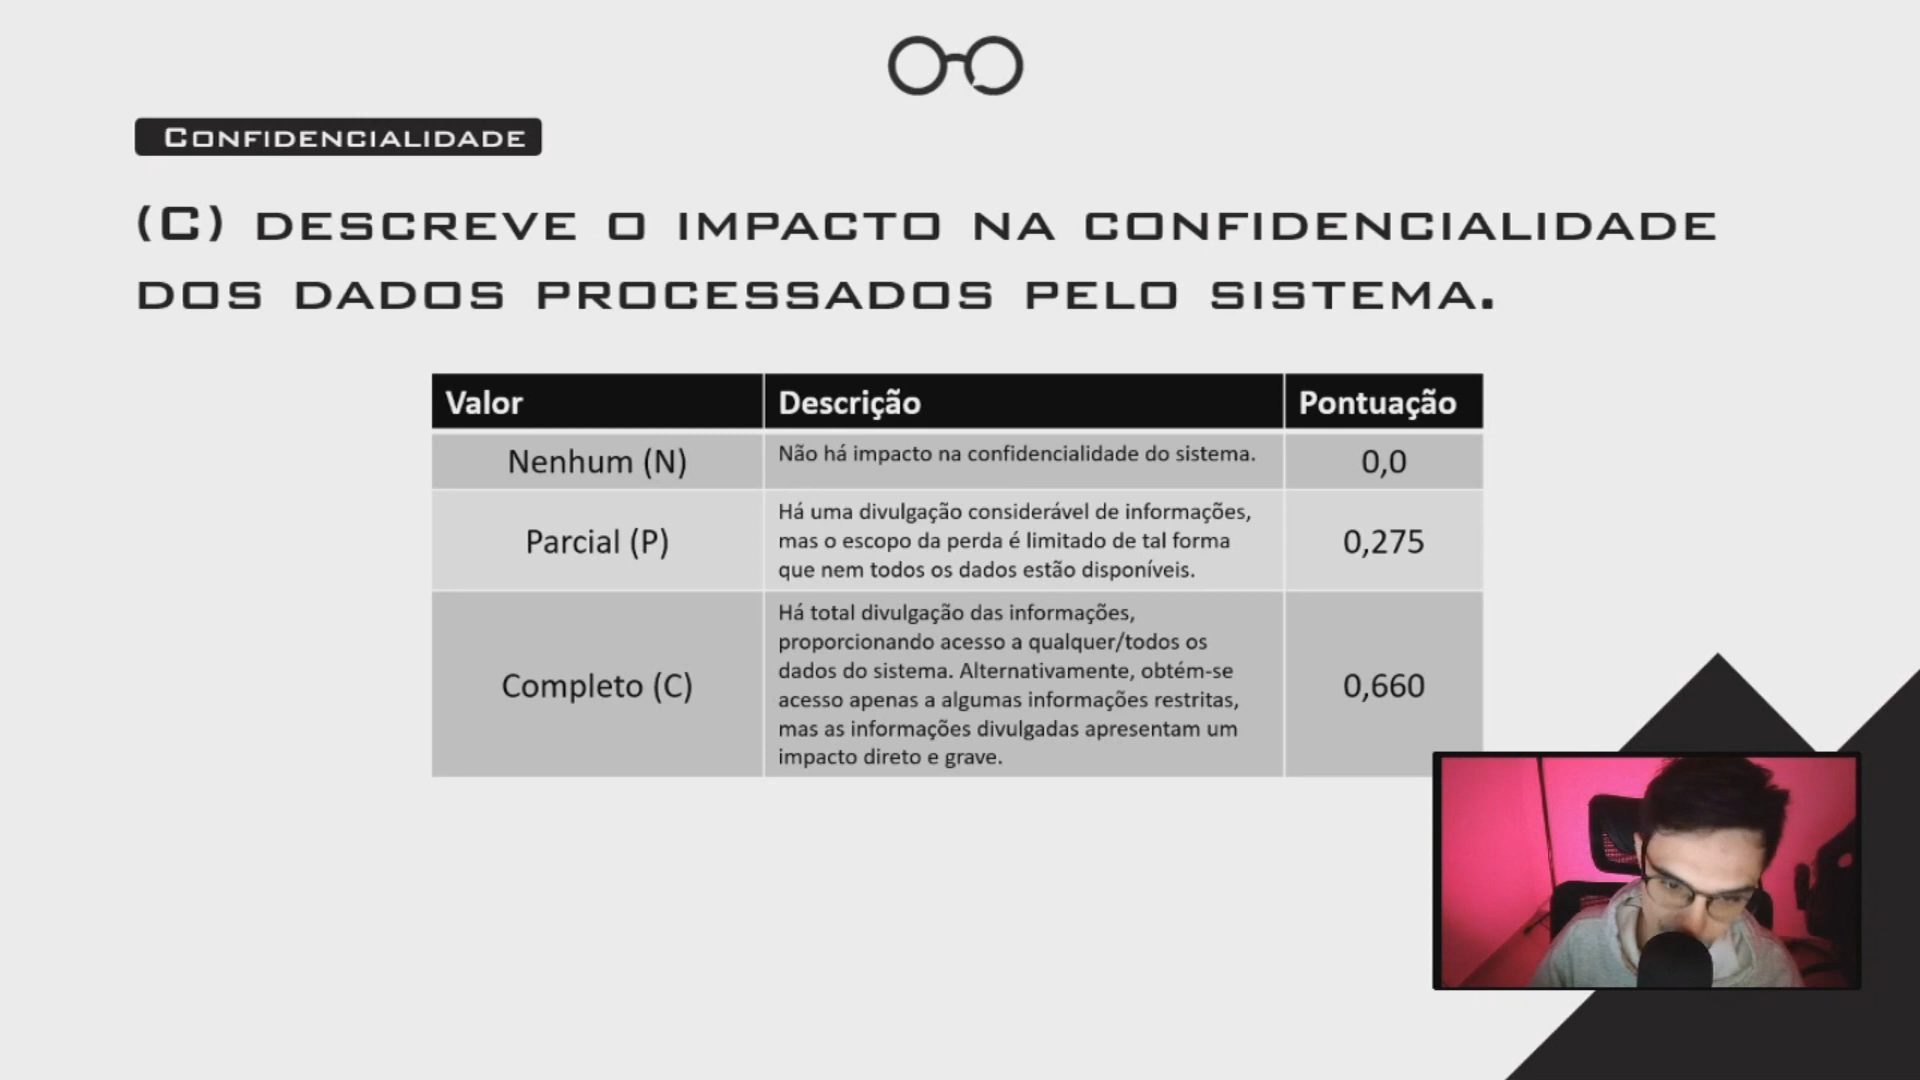 CONFIDENCIALIDADE
(C) DESCREVE O IMPACTO NA CONFIDENCIALIDADE
DOS DADOS PROCESSADOS PELO SISTEMA.
Valor Descrição Pontuação
Nenhum (N) Não há impacto na confidencialidade do sistema. 0,0
Parcial (P) Há uma divulgação considerável de informações,
mas o escopo da perda é limitado de tal forma
que nem todos os dados estão disponíveis. 0,275
Completo (C) Há total divulgação das informações,
proporcionando acesso a qualquer/todos os
dados do sistema. Alternativamente, obtém-se
acesso apenas a algumas informações restritas,
mas as informações divulgadas apresentam um
impacto direto e grave. 0,660